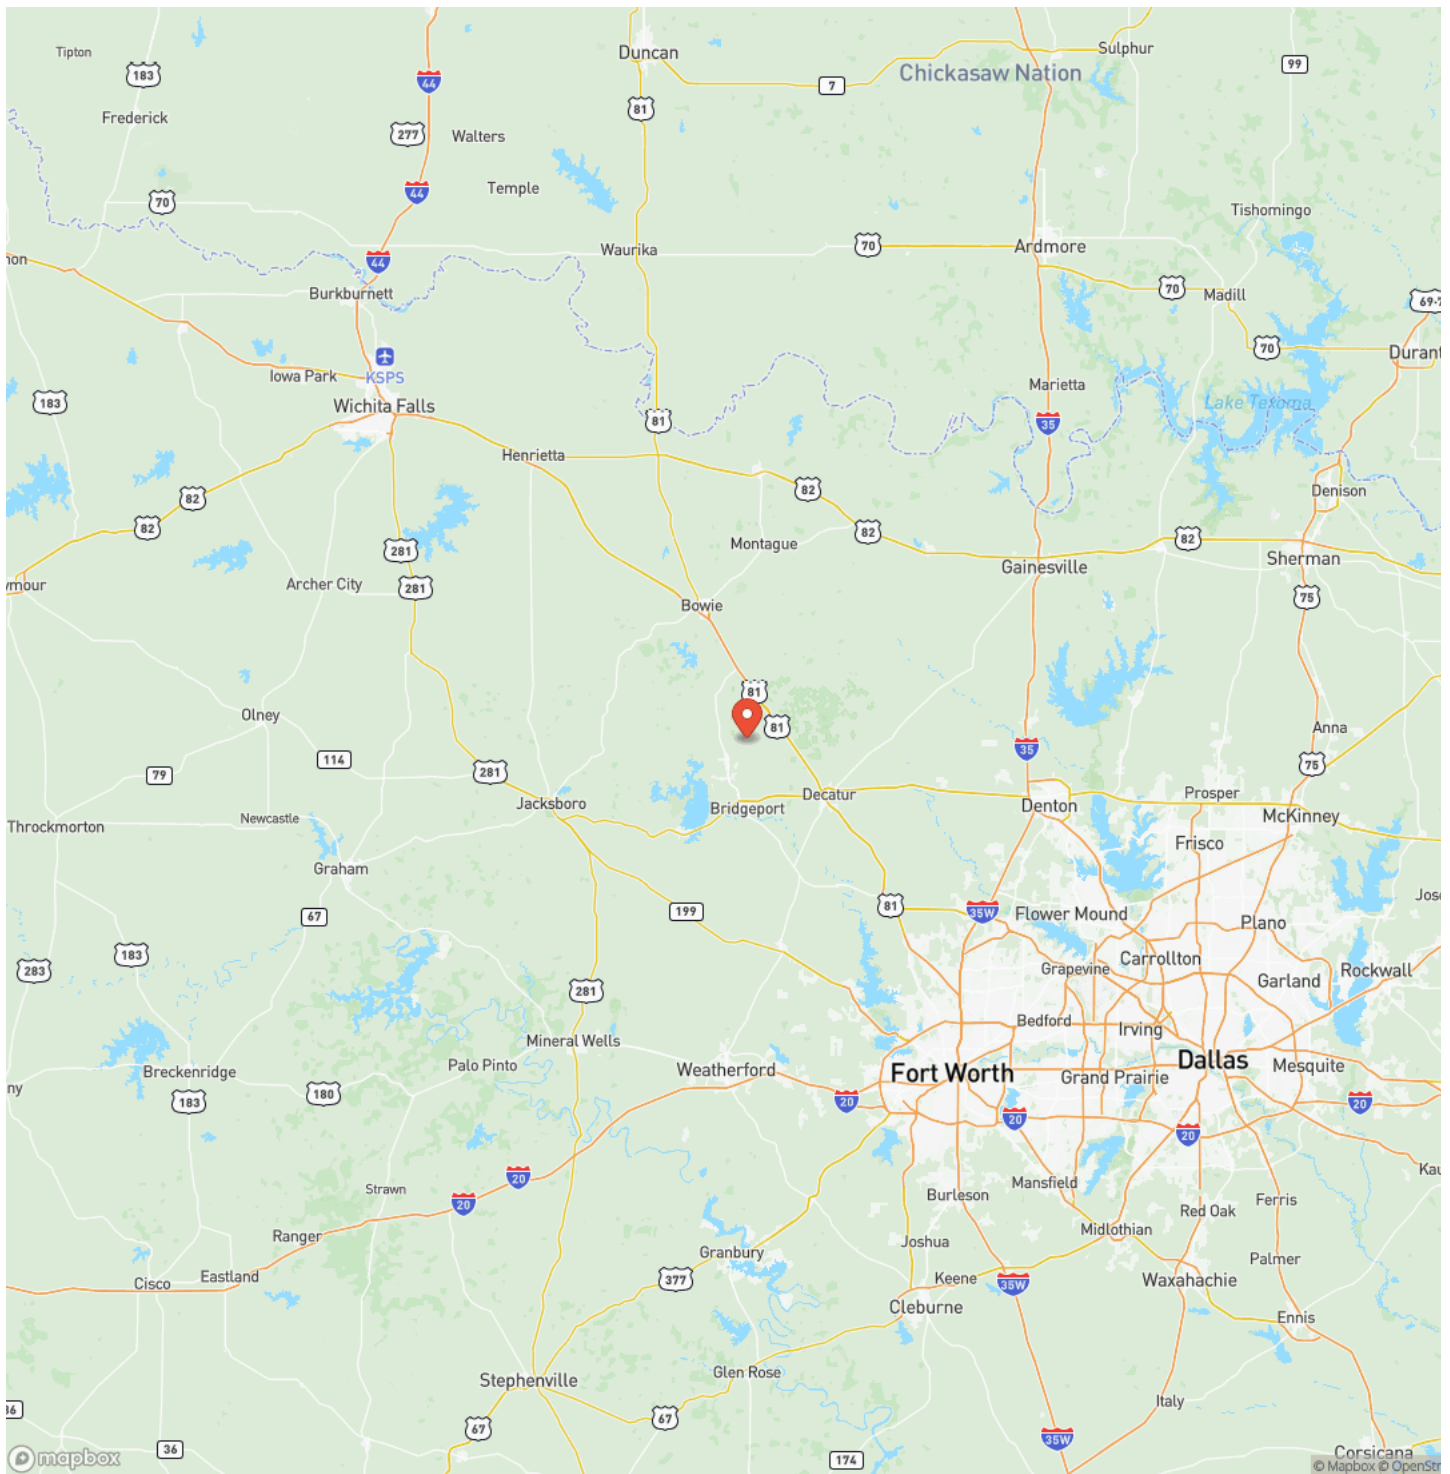 Tipton
183
44
Duncan
Sulphur
Chickasaw Nation
99
7
81
Frederick
277
Walters
44
Temple
70
Tishomingo
Waurika
70
Ardmore
44
Burkburnett
70
Madill
69-7
70
Durant
KSPS
Iowa Park
Marietta
183
Wichita Falls
Lake Texoma
81
35
Henrietta
82
82
Denison
82
82
82
281
Montague
Sherman
Gainesville
Archer City
281
ymour
75
Bowie
81
Olney
81
Anna
35
114
75
79
281
Jacksboro
Bridgeport
Decatur
Denton
Prosper
McKinney
Newcastle
Throckmorton
Frisco
Graham
67
199
81
35W
Flower Mound
Plano
183
283
Grapevine
Carrollton
Garland
Rockwall
281
Bedford
Irving
Mineral Wells
Palo Pinto
Weatherford
Fort Worth
Dallas
Grand Prairie
Mesquite
Breckenridge
ny
183
180
20
20
20
20
Strawn
20
20
Mansfield
Burleson
Ferris
Red Oak
Ranger
Joshua
Midlothian
Granbury
Palmer
Cisco
Eastland
377
Keene
35W
Waxahachie
Cleburne
Ennis
Glen Rose
Stephenville
Italy
36
67
67
36
174
35W
Corsicana
mapbox
© Mapbox © OpenStr